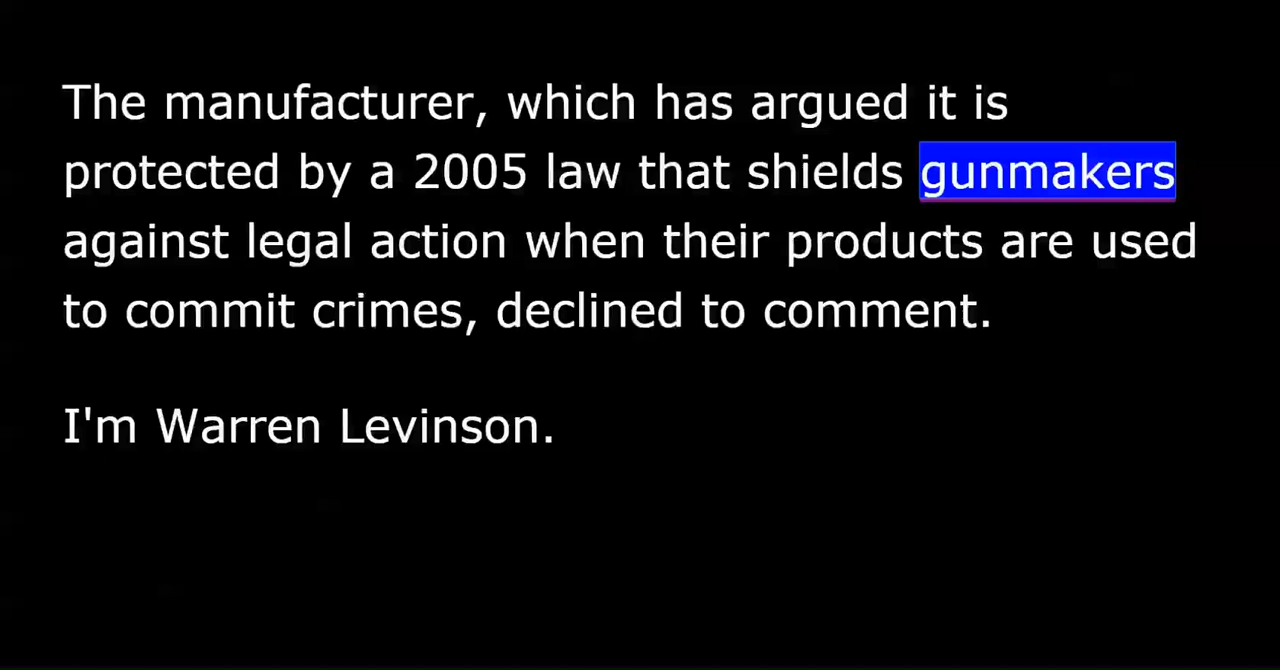 The manufacturer, which has argued it is
protected by a 2005 law that shields gunmakers
against legal action when their products are used
to commit crimes, declined to comment.
I'm Warren Levinson.